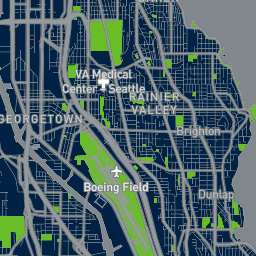 VA Medical
Center - Seattle
RAINIER
VALLEY
GEORGETOWN
Brighton
Boeing Field
Dunlap